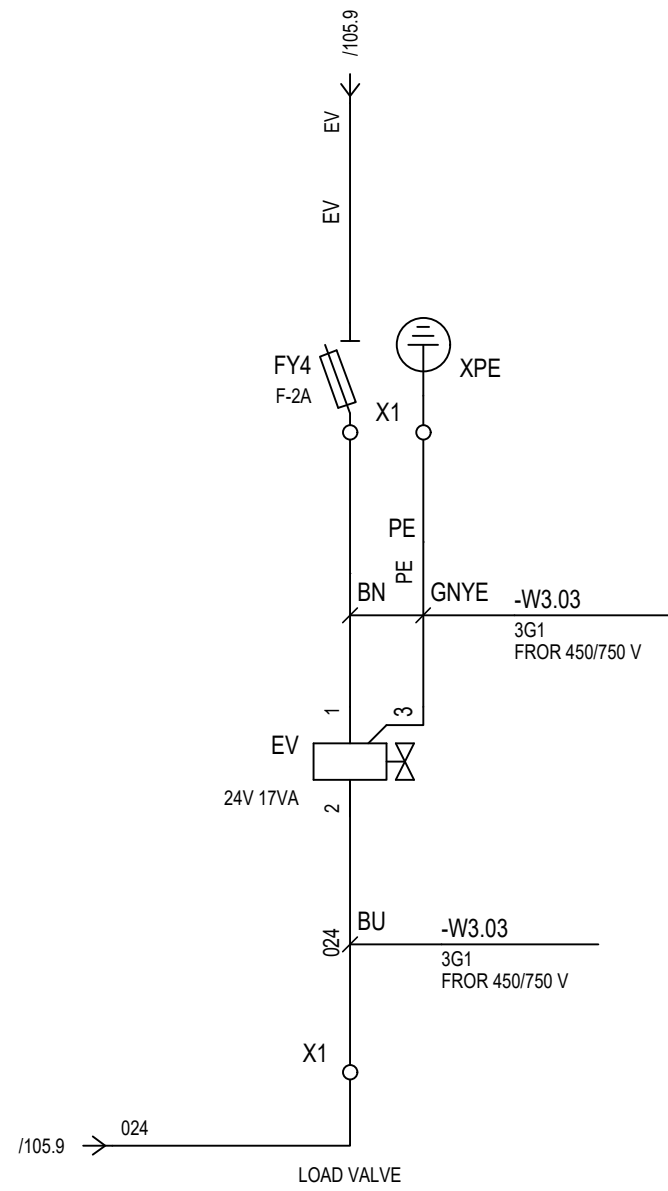 /105.9
EV
EV
FY4
F-2A
XPE
X1
PE
PE
BN
GNYE
-W3.03
3G1
FROR 450/750 V
1
3
EV
24V 17VA
2
BU
024
-W3.03
3G1
FROR 450/750 V
X1
024
/105.9
LOAD VALVE